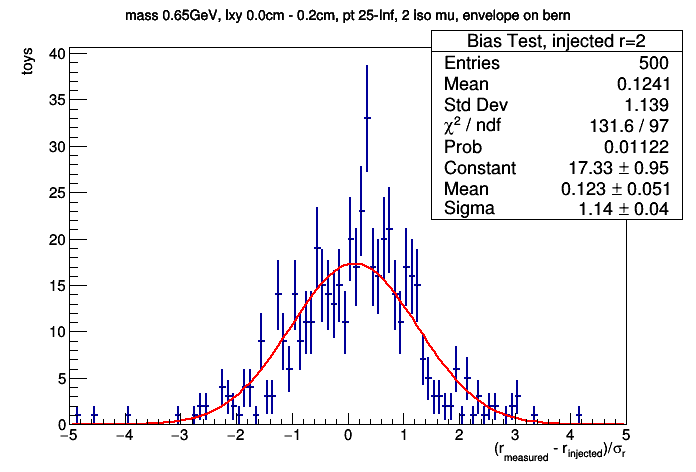 mass 0.65GeV, lxy 0.0cm - 0.2cm, pt 25-Inf, 2 iso mu, envelope on bern
Bias Test, injected r=2
Entries 500
Mean 0.1241
Std Dev 1.139
χ² / ndf 131.6 / 97
Prob 0.01122
Constant 17.33 ± 0.95
Mean 0.123 ± 0.051
Sigma 1.14 ± 0.04
toys
40
35
30
25
20
15
10
5
0
−5 −4 −3 −2 −1 0 1 2 3 4 5
(r_measured - r_injected)/σ_r